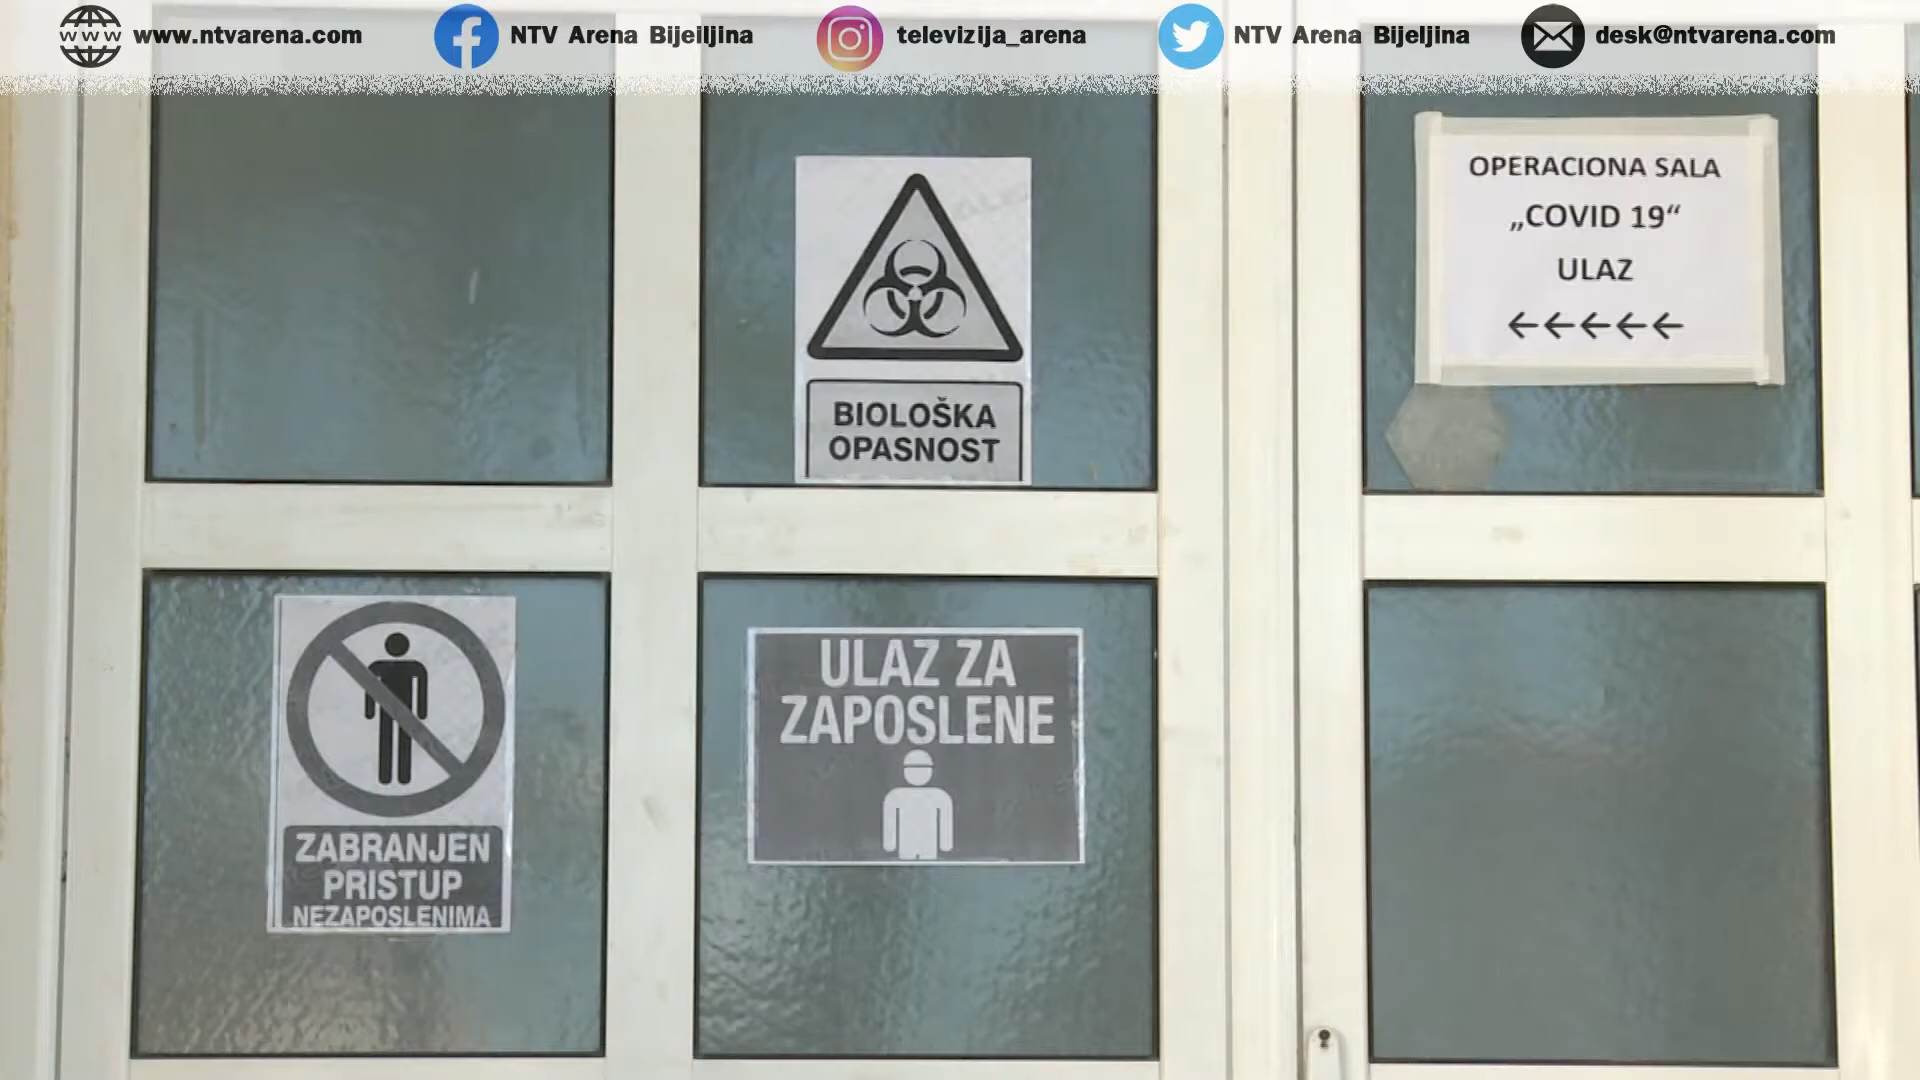 www.ntvarena.com
NTV Arena Bijeiljina
televizija_arena
NTV Arena Bijeljina
desk@ntvarena.com
BIOLOŠKA
OPASNOST
OPERACIONA SALA
„COVID 19“
ULAZ
←←←←←
ZABRANJEN
PRISTUP
NEZAPOSLENIMA
ULAZ ZA
ZAPOSLENE